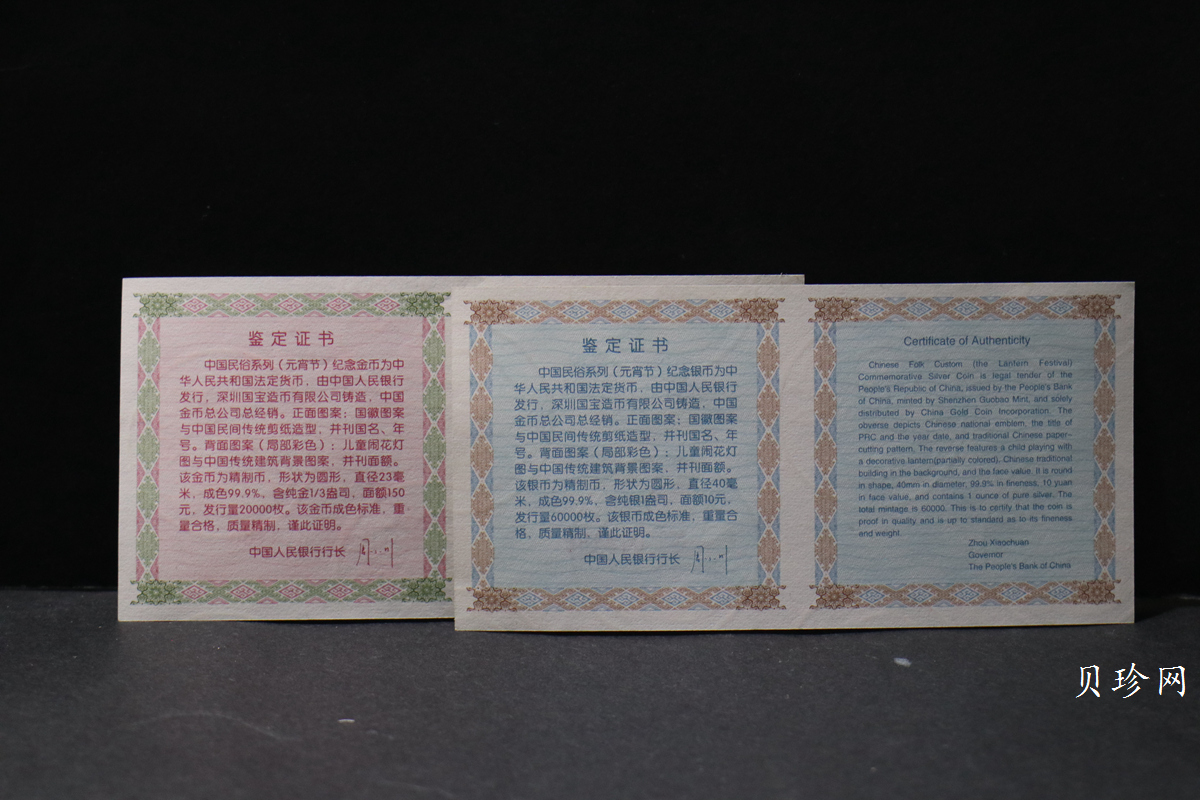 鉴定证书
中国民俗系列（元宵节）纪念金币为中
华人民共和国法定货币，由中国人民银行
发行，深圳国宝造币有限公司铸造，中国
金币总公司总经销。正面图案：国徽图案
与中国民间传统剪纸造型，并刊国名、年
号。背面图案（局部彩色）：儿童闹花灯
图与中国传统建筑背景图案，并刊面额。
该金币为精制币，形状为圆形，直径23毫
米，成色99.9%，含纯金1/3盎司，面额150
元，发行量20000枚。该金币成色标准，重
量合格，质量精制，谨此证明。
中国人民银行行长
鉴定证书
中国民俗系列（元宵节）纪念银币为中
华人民共和国法定货币，由中国人民银行
发行，深圳国宝造币有限公司铸造，中国
金币总公司总经销。正面图案：国徽图案
与中国民间传统剪纸造型，并刊国名、年
号。背面图案（局部彩色）：儿童闹花灯
图与中国传统建筑背景图案，并刊面额。
该银币为精制币，形状为圆形，直径40毫
米，成色99.9%，含纯银1盎司，面额10元，
发行量60000枚。该银币成色标准，重量合
格，质量精制，谨此证明。
中国人民银行行长
Certificate of Authenticity
Chinese Folk Custom (the Lantern Festival)
Commemorative Silver Coin is legal tender of the
People's Republic of China, issued by the People's Bank
of China, minted by Shenzhen Guobao Mint, and solely
distributed by China Gold Coin Incorporation. The
obverse depicts Chinese national emblem, the title of
PRC and the year date, and traditional Chinese paper-
cutting pattern. The reverse features a child playing with
a decorative lantern(partially colored), Chinese traditional
building in the background, and the face value. It is round
in shape, 40mm in diameter, 99.9% in fineness, 10 yuan
in face value, and contains 1 ounce of pure silver. The
total mintage is 60000. This is to certify that the coin is
proof in quality and is up to standard as to its fineness
and weight.
Zhou Xiaochuan
Governor
The People's Bank of China
贝珍网